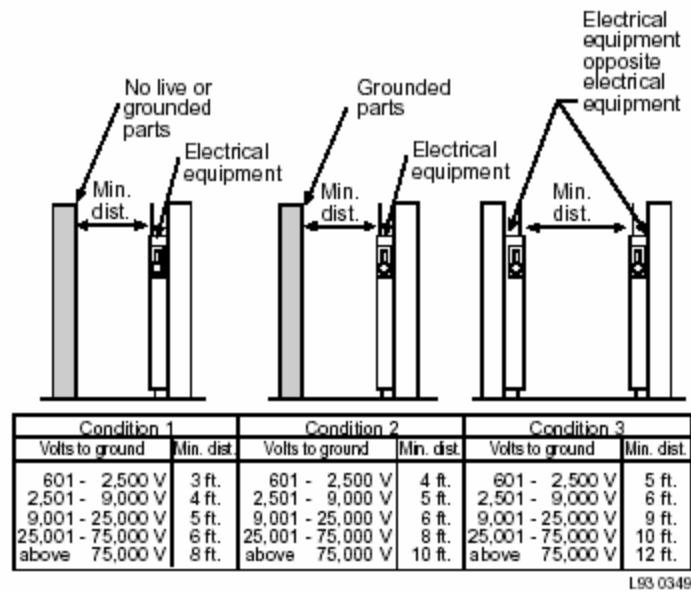 Electrical
equipment
opposite
electrical
equipment
No live or
grounded
parts
Grounded
parts
Electrical
equipment
Electrical
equipment
Min.
dist.
Min.
dist.
Min.
dist.
Condition 1 Condition 2 Condition 3
Volts to ground Min. dist. Volts to ground Min. dist. Volts to ground Min. dist.
601 - 2,500 V 3 ft. 601 - 2,500 V 4 ft. 601 - 2,500 V 5 ft.
2,501 - 9,000 V 4 ft. 2,501 - 9,000 V 5 ft. 2,501 - 9,000 V 6 ft.
9,001 - 25,000 V 5 ft. 9,001 - 25,000 V 6 ft. 9,001 - 25,000 V 9 ft.
25,001 - 75,000 V 6 ft. 25,001 - 75,000 V 8 ft. 25,001 - 75,000 V 10 ft.
above 75,000 V 8 ft. above 75,000 V 10 ft. above 75,000 V 12 ft.
L93 0349